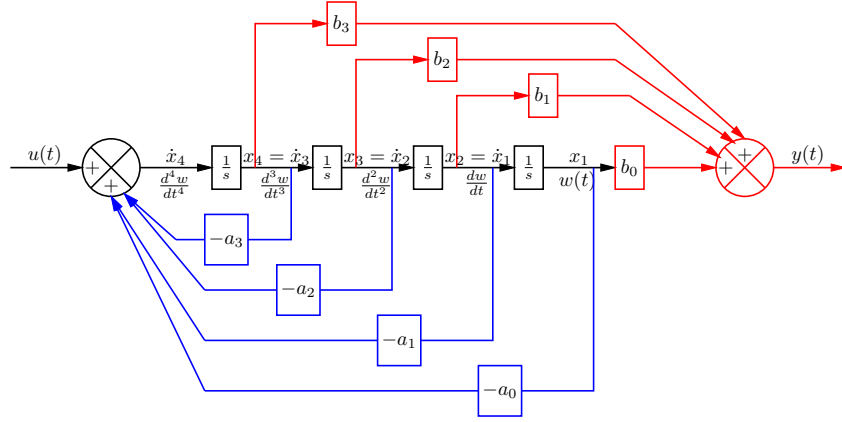 b₃
b₂
b₁
u(t) ẋ₄ x₄ = ẋ₃ x₃ = ẋ₂ x₂ = ẋ₁ x₁ y(t)
+ + 1/s 1/s 1/s 1/s b₀ + +
d⁴w/dt⁴ d³w/dt³ d²w/dt² dw/dt w(t)
−a₃
−a₂
−a₁
−a₀